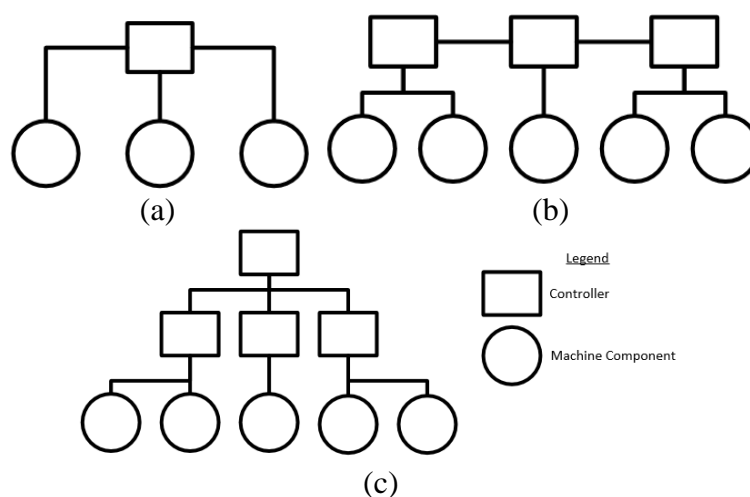 (a)
(b)
Legend
Controller
Machine Component
(c)